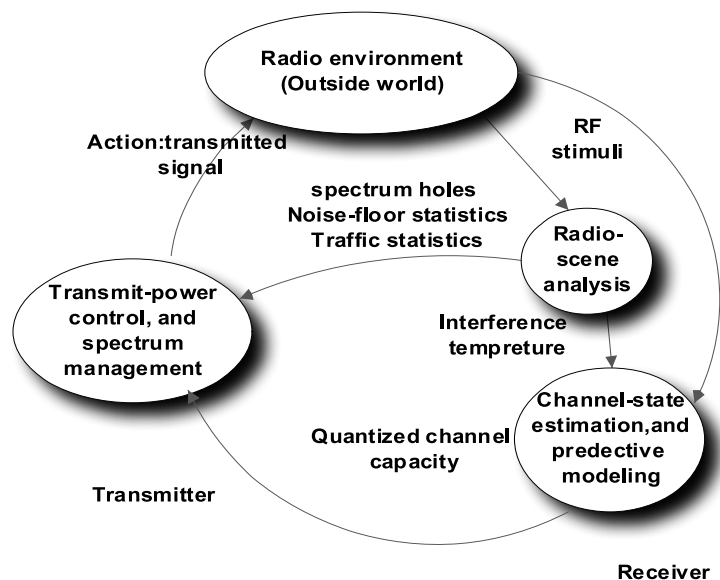 Radio environment
(Outside world)
Action:transmitted
signal
RF
stimuli
spectrum holes
Noise-floor statistics
Traffic statistics
Radio-
scene
analysis
Transmit-power
control, and
spectrum
management
Interference
tempreture
Channel-state
estimation,and
predective
modeling
Quantized channel
capacity
Transmitter
Receiver